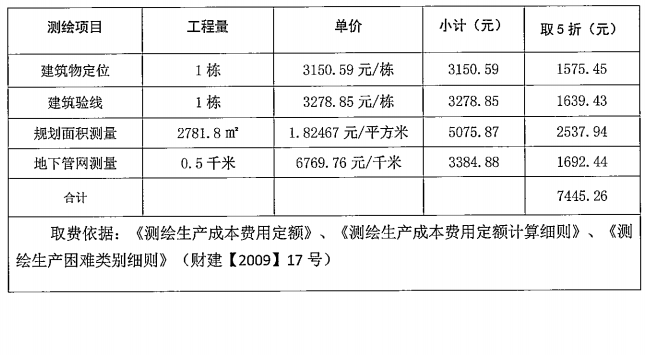 测绘项目 工程量 单价 小计（元） 取5折（元）
建筑物定位 1栋 3150.59元/栋 3150.59 1575.45
建筑验线 1栋 3278.85元/栋 3278.85 1639.43
规划面积测量 2781.8㎡ 1.82467元/平方米 5075.87 2537.94
地下管网测量 0.5千米 6769.76元/千米 3384.88 1692.44
合计 7445.26
取费依据：《测绘生产成本费用定额》、《测绘生产成本费用定额计算细则》、《测
绘生产困难类别细则》（财建【2009】17号）